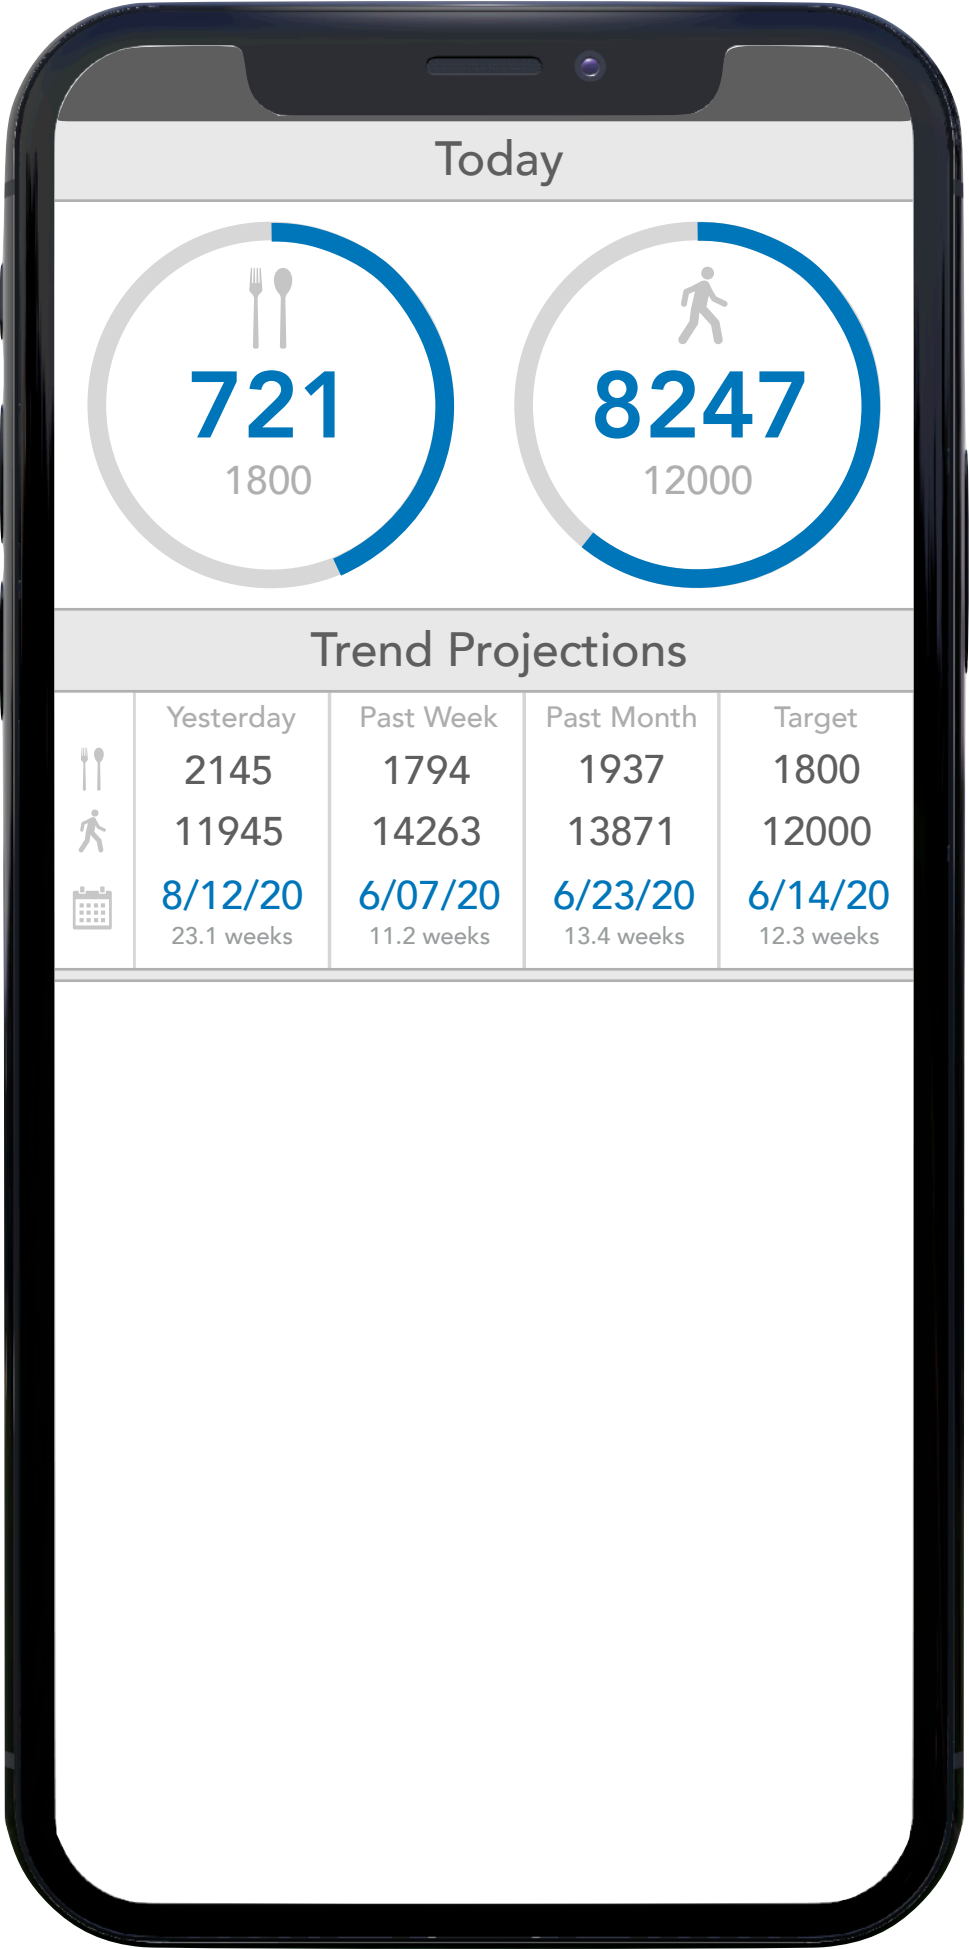 Today
721 8247
1800 12000
Trend Projections
Yesterday Past Week Past Month Target
2145 1794 1937 1800
11945 14263 13871 12000
8/12/20 6/07/20 6/23/20 6/14/20
23.1 weeks 11.2 weeks 13.4 weeks 12.3 weeks